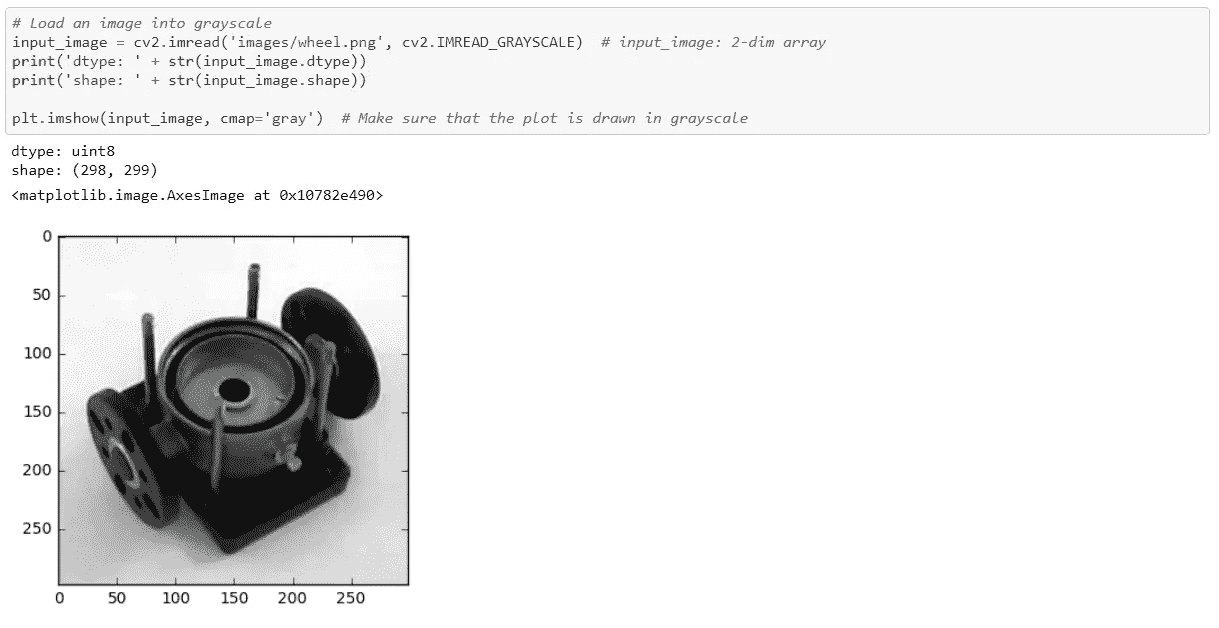 # Load an image into grayscale
input_image = cv2.imread('images/wheel.png', cv2.IMREAD_GRAYSCALE)  # input_image: 2-dim array
print('dtype: ' + str(input_image.dtype))
print('shape: ' + str(input_image.shape))
plt.imshow(input_image, cmap='gray')  # Make sure that the plot is drawn in grayscale
dtype: uint8
shape: (298, 299)
<matplotlib.image.AxesImage at 0x10782e490>
0
50
100
150
200
250
0 50 100 150 200 250